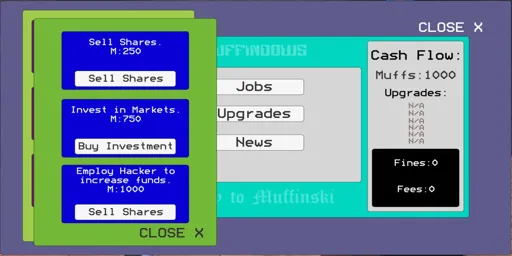 CLOSE X
Sell Shares.
M:250
Sell Shares
Invest in Markets.
M:750
Buy Investment
Employ Hacker to
increase funds.
M:1000
Sell Shares
CLOSE X
Jobs
Upgrades
News
to Muffinski
Cash Flow:
Muffs:1000
Upgrades:
N/A
N/A
N/A
N/A
N/A
Fines:0
Fees:0